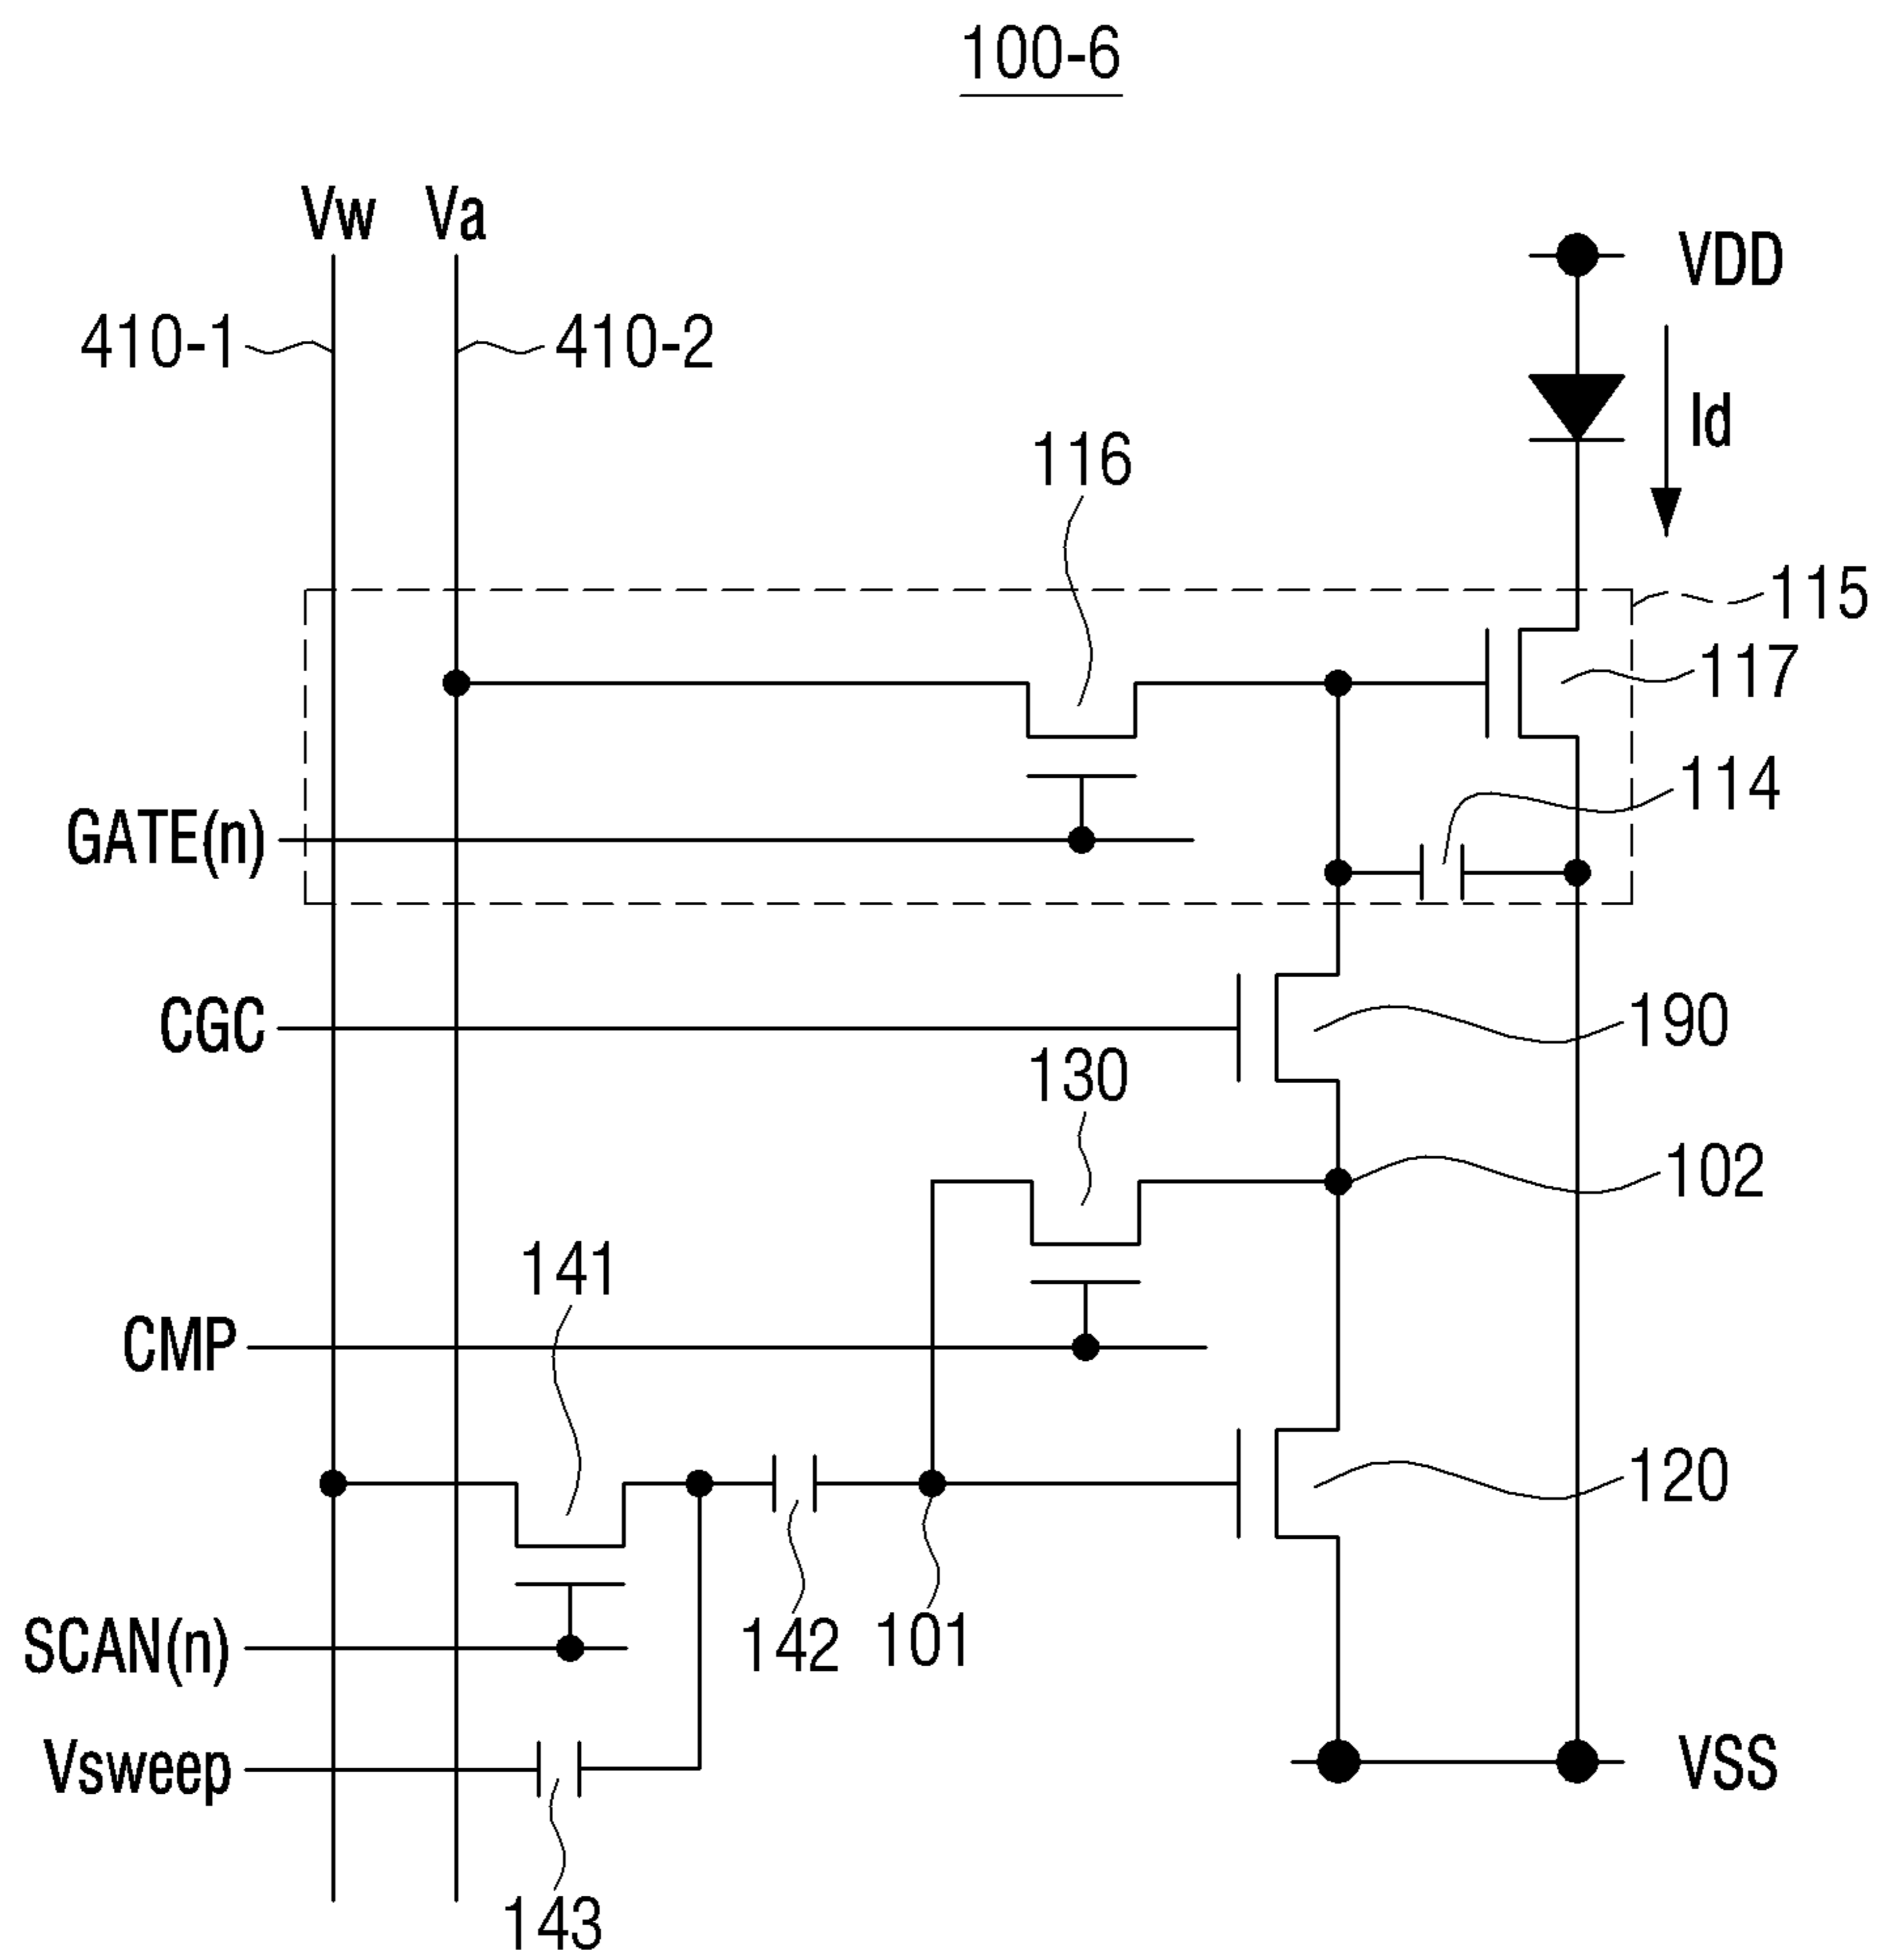 100-6
Vw Va
VDD
410-1 410-2
Id
116
115
117
114
GATE(n)
CGC
190
130
102
141
CMP
120
SCAN(n)
142 101
Vsweep
VSS
143